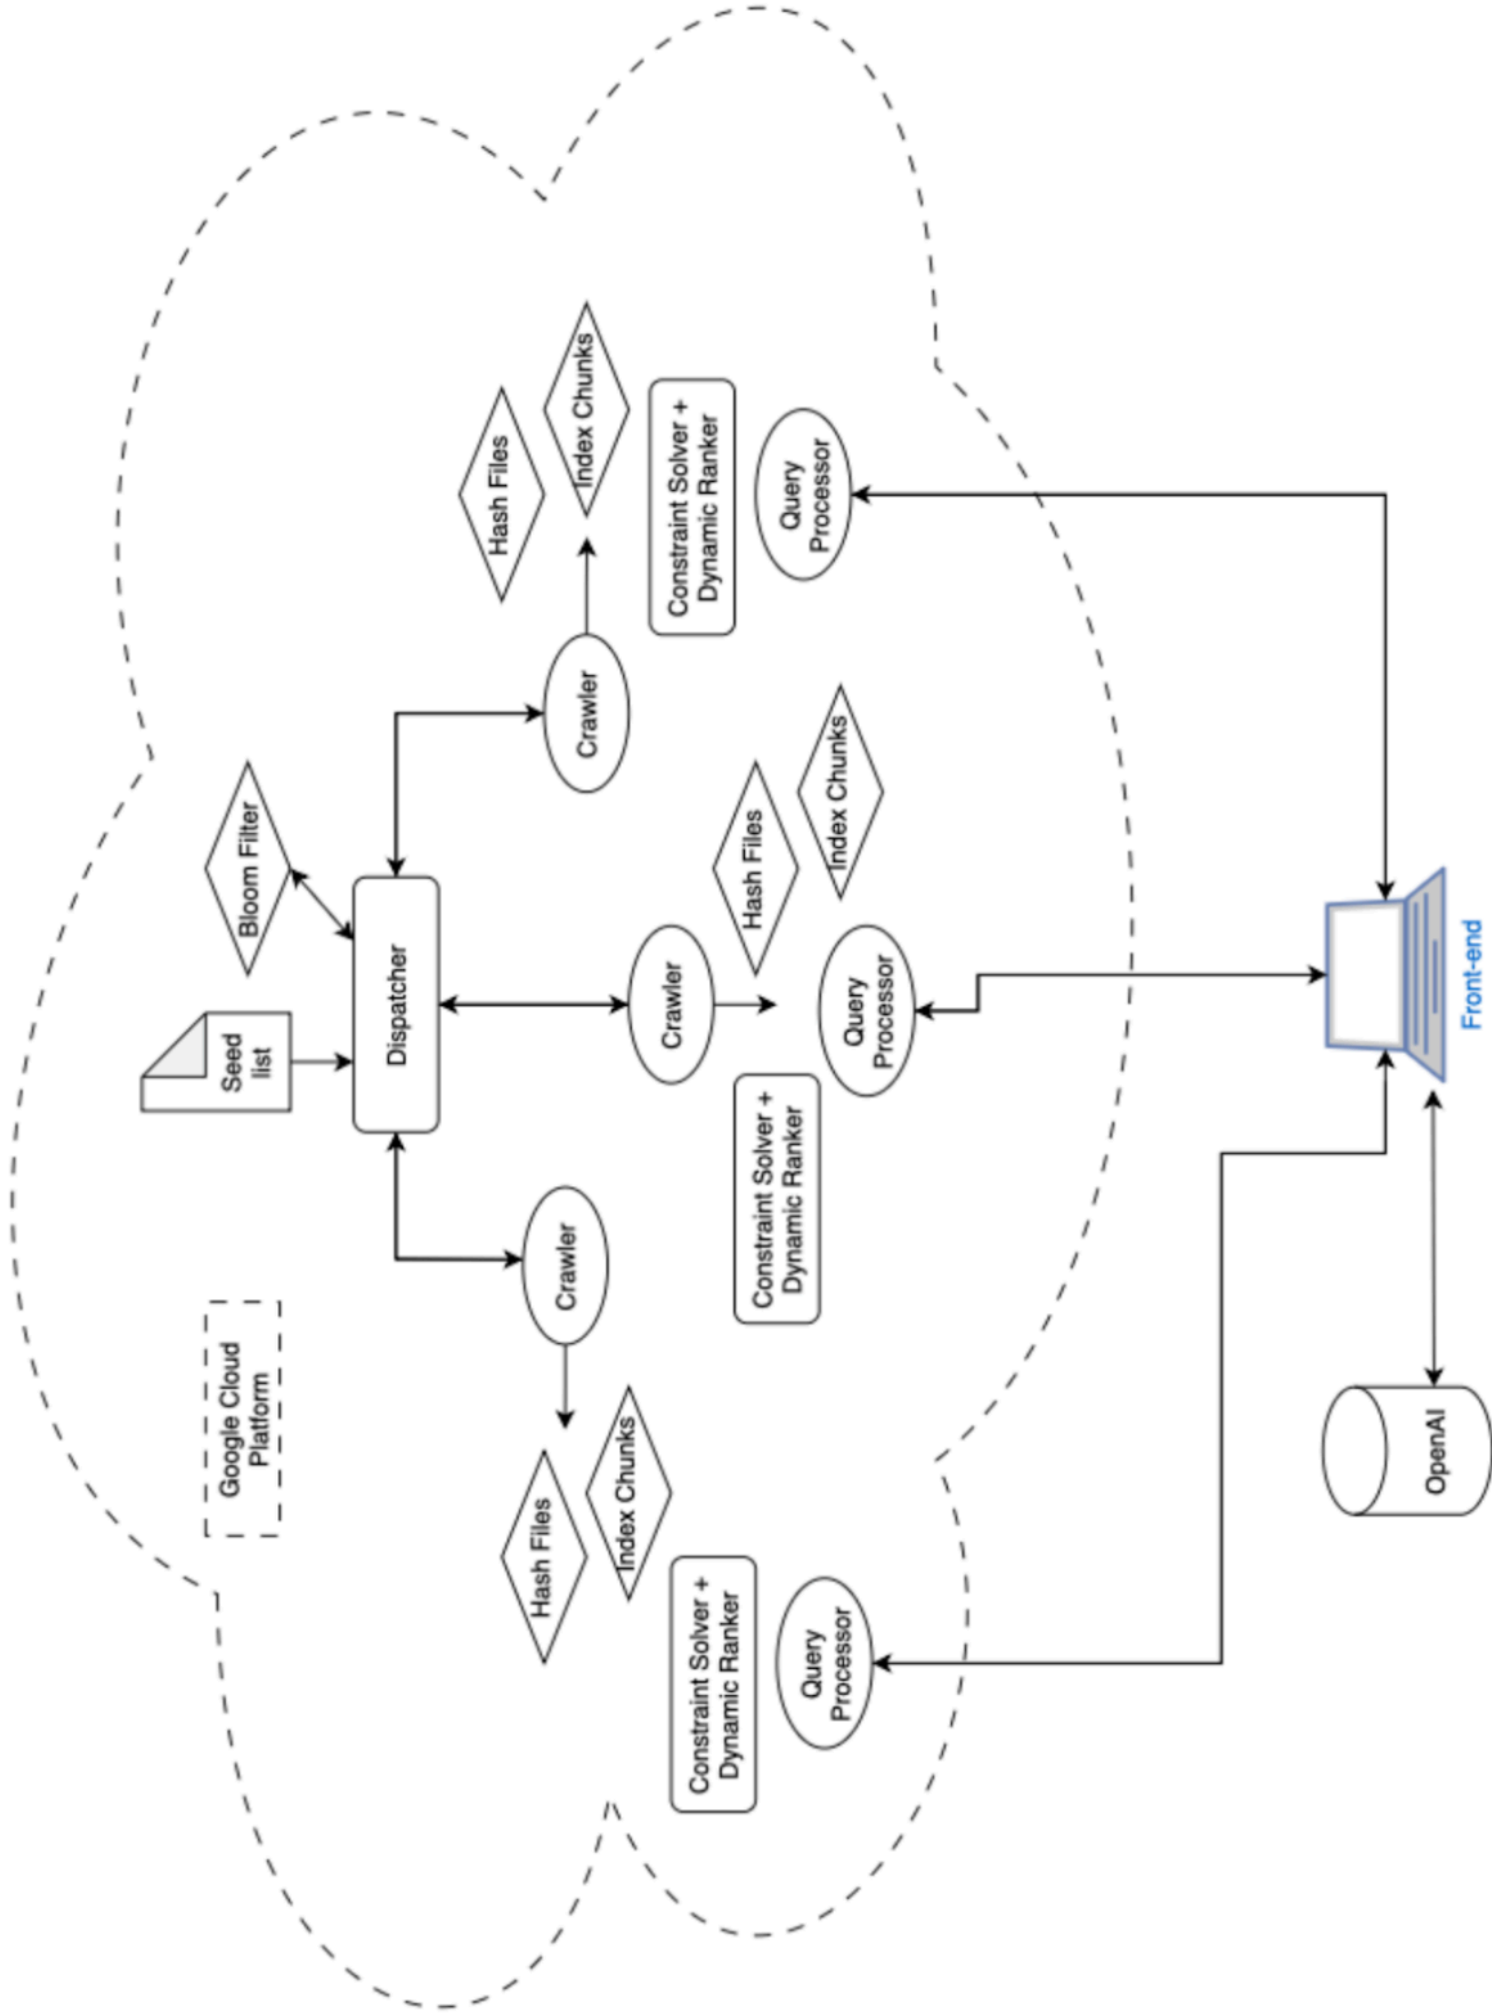 Google Cloud
Platform
Seed
list
Bloom Filter
Dispatcher
Crawler
Crawler
Crawler
Hash Files
Index Chunks
Constraint Solver +
Dynamic Ranker
Query
Processor
Hash Files
Index Chunks
Constraint Solver +
Dynamic Ranker
Query
Processor
Hash Files
Index Chunks
Constraint Solver +
Dynamic Ranker
Query
Processor
OpenAI
Front-end